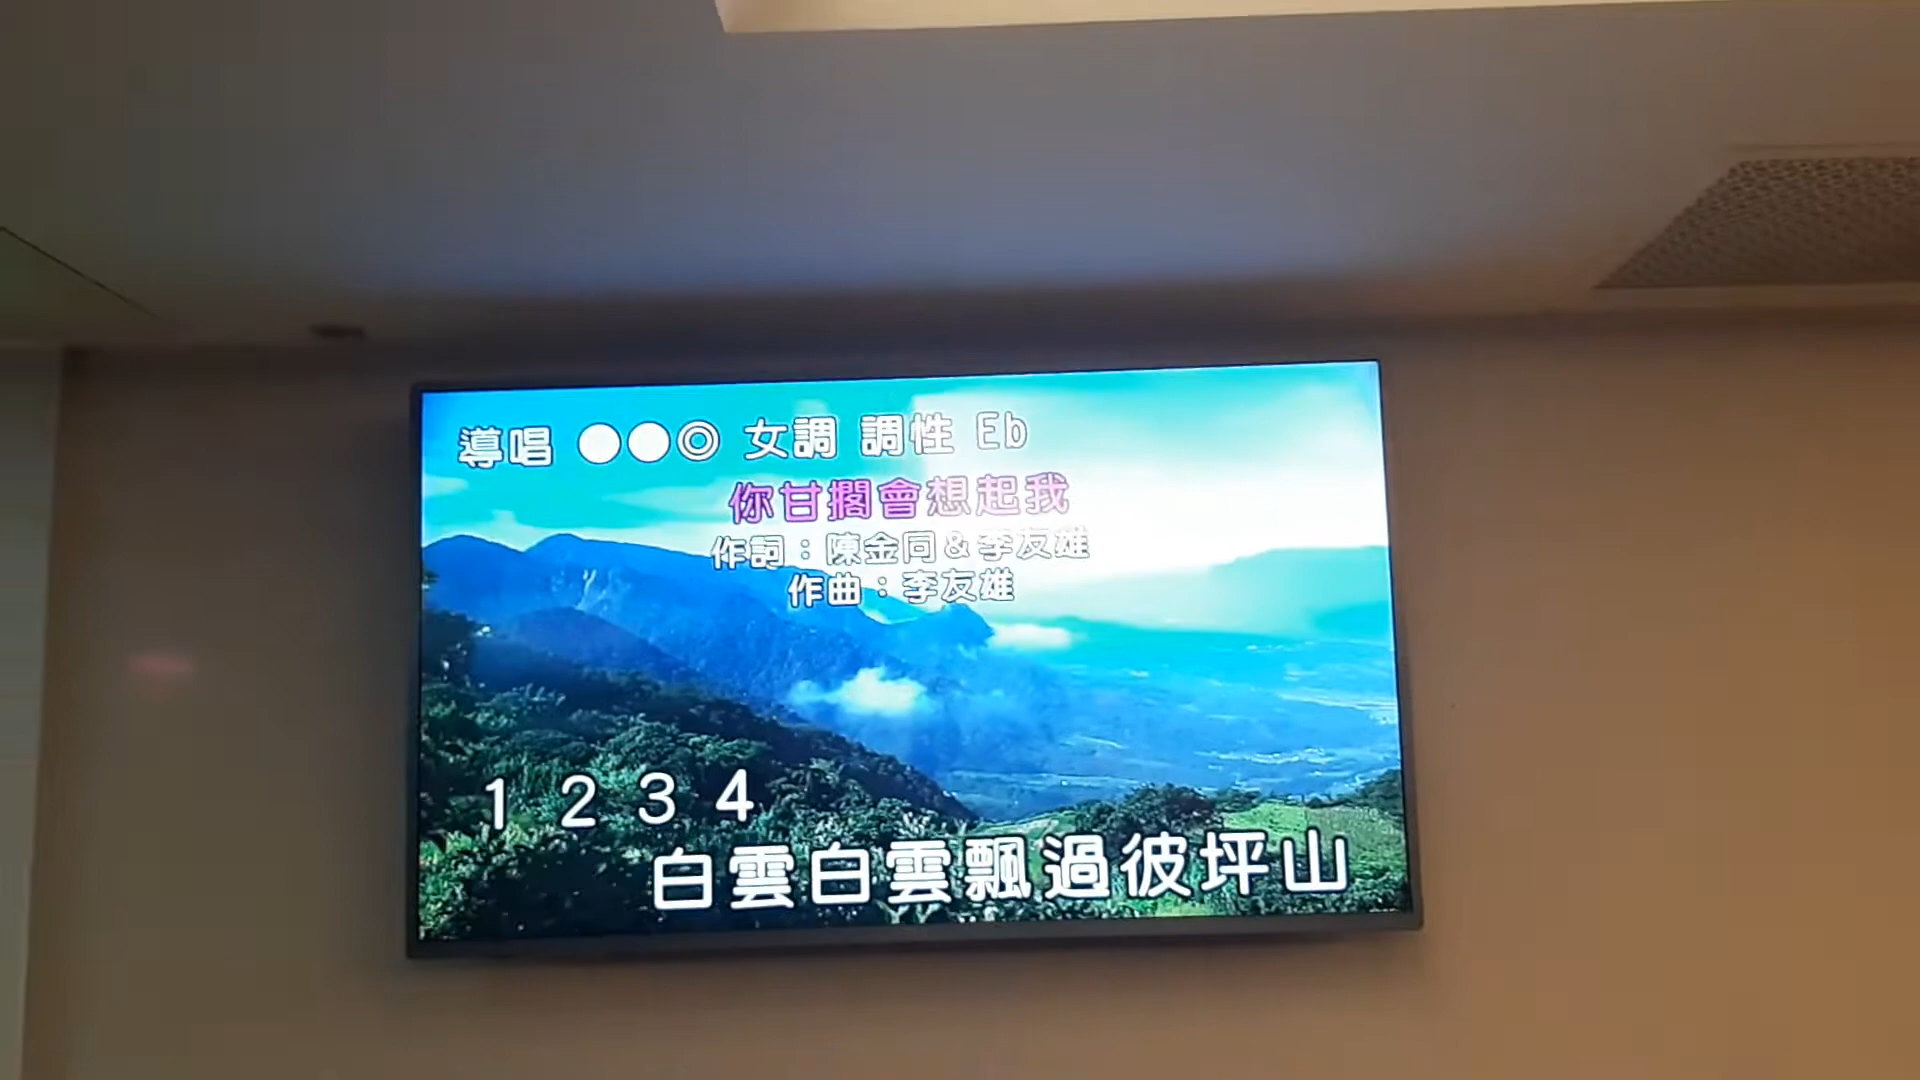 導唱 ●●◎ 女調 調性 Eb
你甘擱會想起我
作詞：陳金同&李友雄
作曲：李友雄
1 2 3 4
白雲白雲飄過彼坪山